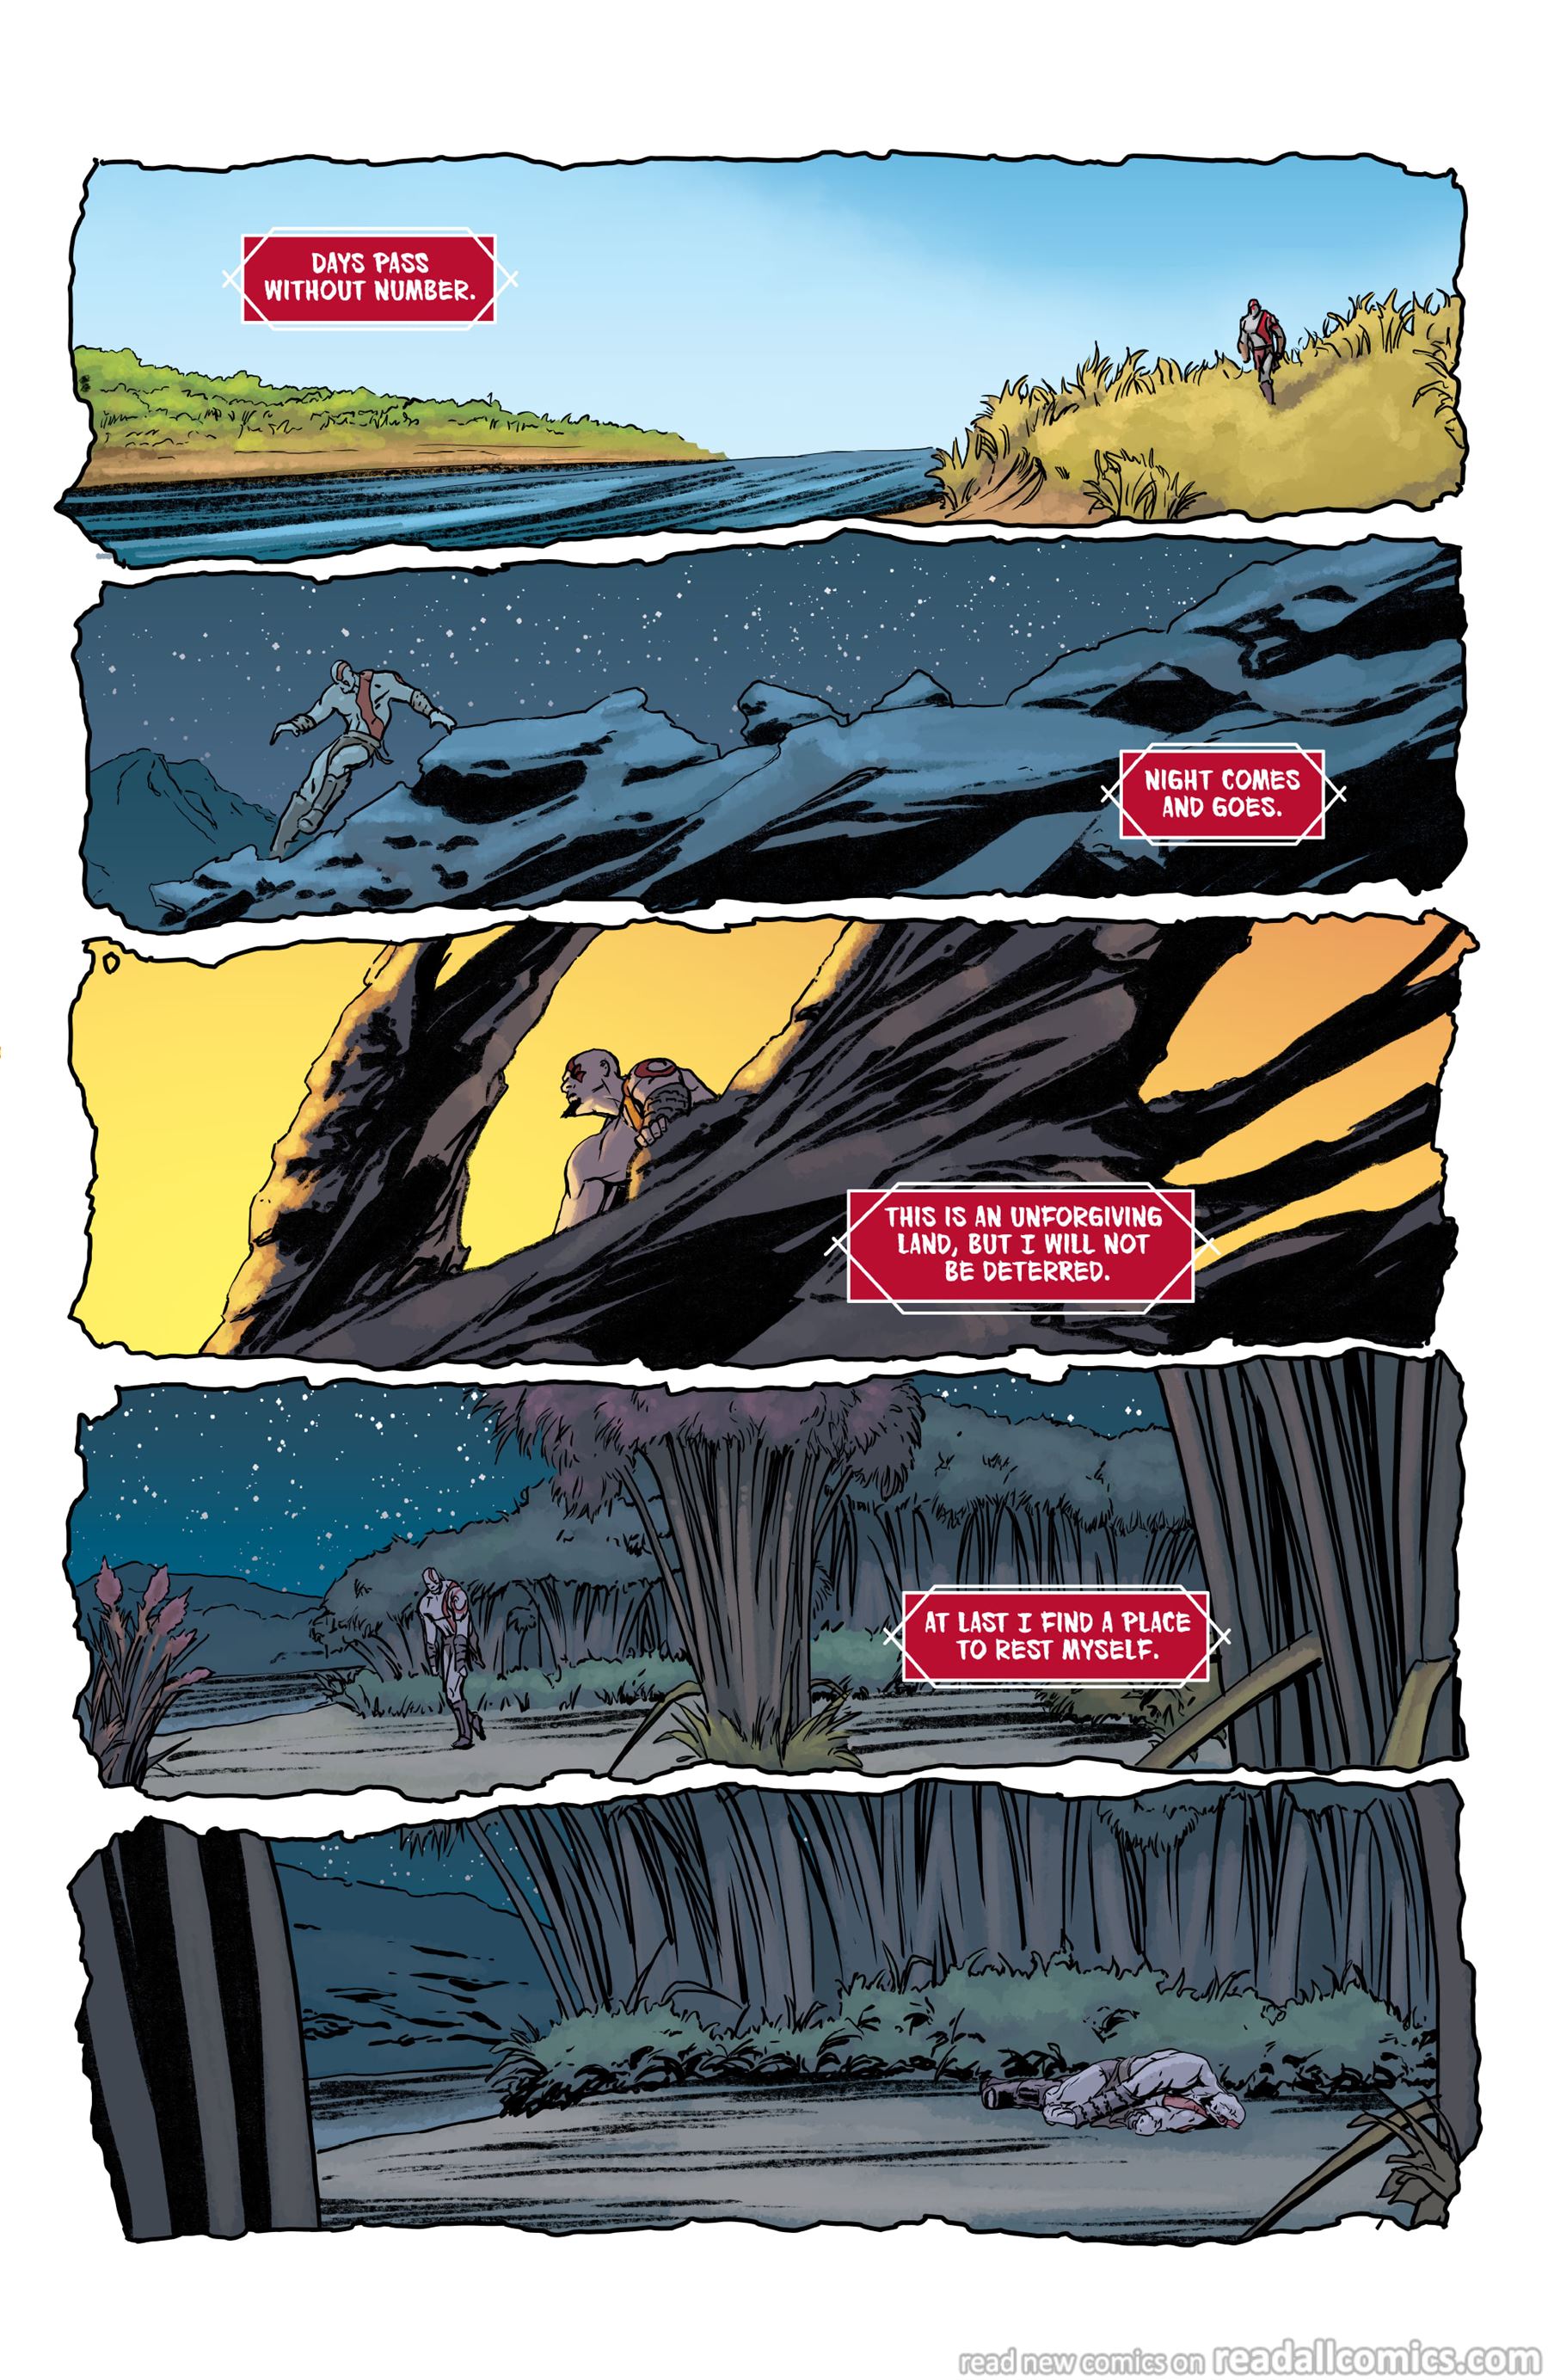 DAYS PASS
WITHOUT NUMBER.
NIGHT COMES
AND GOES.
THIS IS AN UNFORGIVING
LAND, BUT I WILL NOT
BE DETERRED.
AT LAST I FIND A PLACE
TO REST MYSELF.
read new comics on readallcomics.com